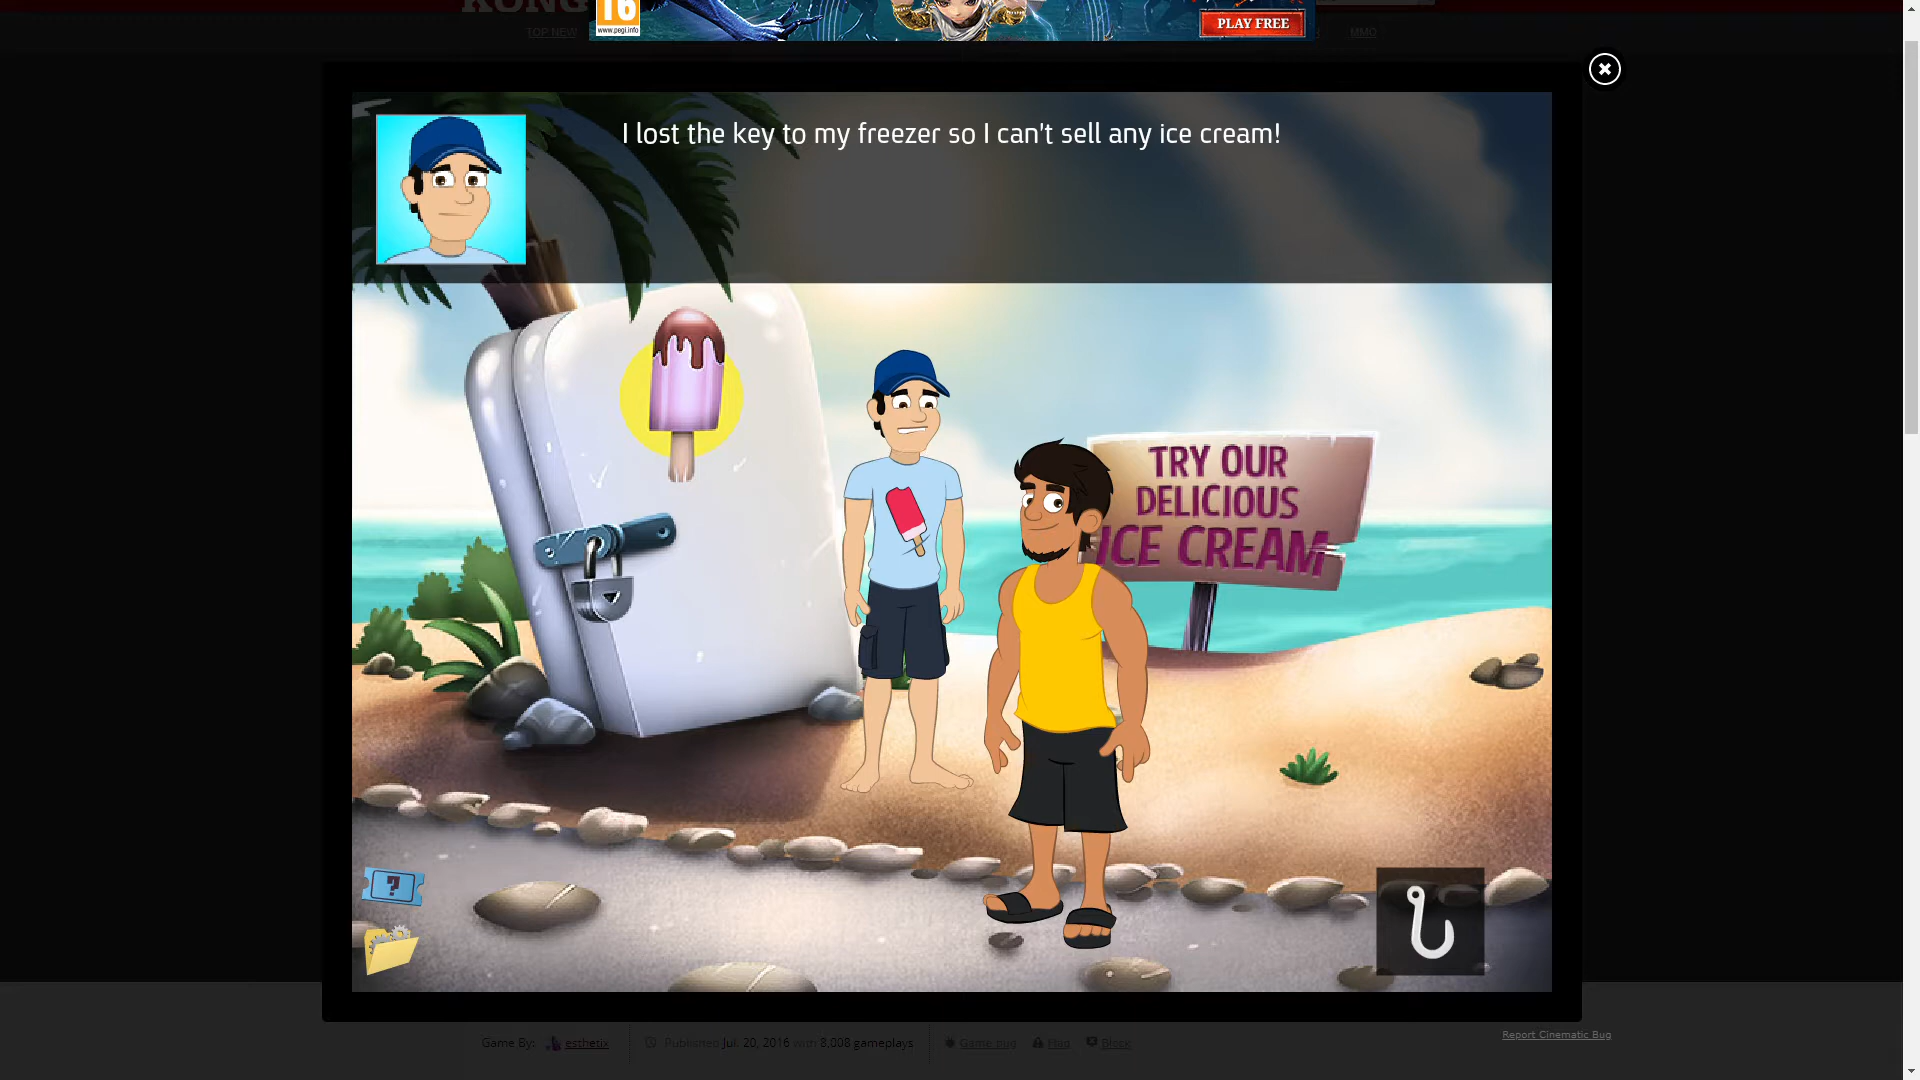 KONG
16
www.pegi.info
PLAY FREE
TOP NEW
MMO
I lost the key to my freezer so I can't sell any ice cream!
TRY OUR
DELICIOUS
ICE CREAM
?
Report Cinematic Bug
Game By: esthetix Published Jul. 20, 2016 with 8,008 gameplays Game bug Flag Block